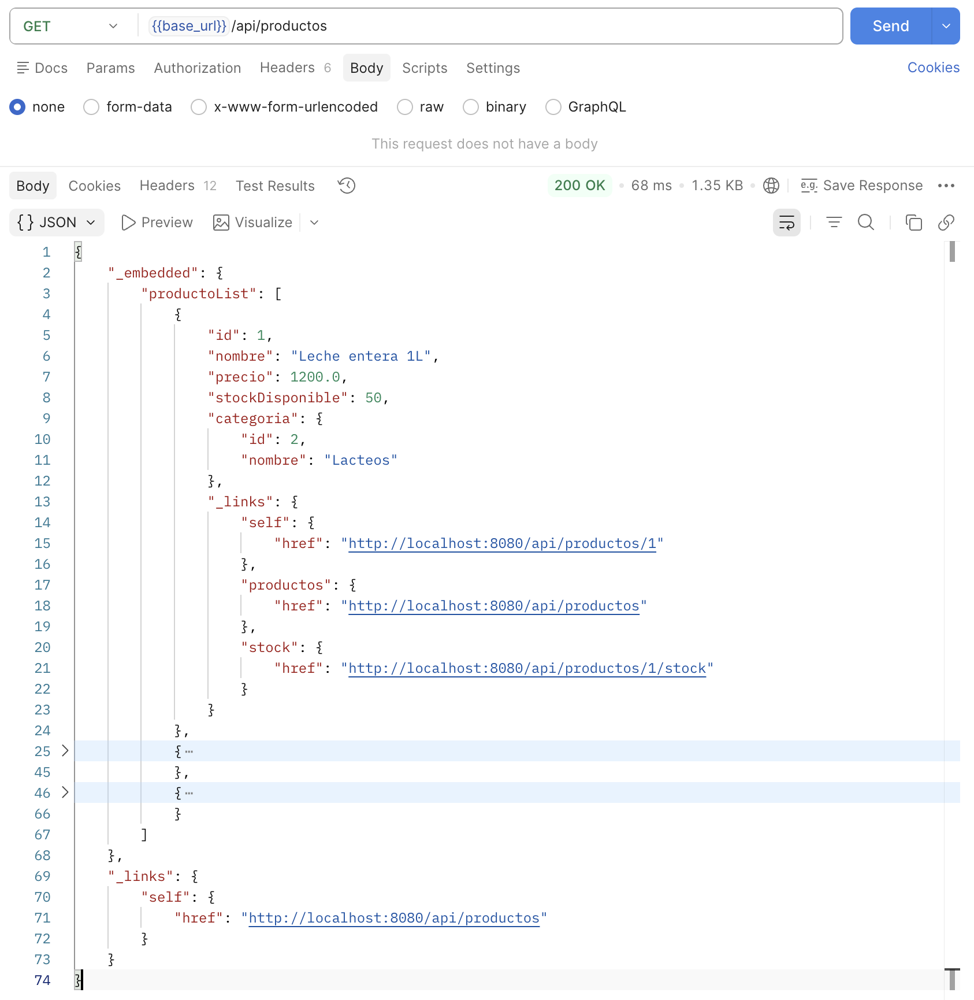 GET {{base_url}}/api/productos Send
Docs Params Authorization Headers 6 Body Scripts Settings Cookies
none form-data x-www-form-urlencoded raw binary GraphQL
This request does not have a body
Body Cookies Headers 12 Test Results 200 OK • 68 ms • 1.35 KB • e.g. Save Response •••
{ } JSON Preview Visualize
1 {
2 "_embedded": {
3 "productoList": [
4 {
5 "id": 1,
6 "nombre": "Leche entera 1L",
7 "precio": 1200.0,
8 "stockDisponible": 50,
9 "categoria": {
10 "id": 2,
11 "nombre": "Lacteos"
12 },
13 "_links": {
14 "self": {
15 "href": "http://localhost:8080/api/productos/1"
16 },
17 "productos": {
18 "href": "http://localhost:8080/api/productos"
19 },
20 "stock": {
21 "href": "http://localhost:8080/api/productos/1/stock"
22 }
23 }
24 },
25 { ⋯
45 },
46 { ⋯
66 }
67 ]
68 },
69 "_links": {
70 "self": {
71 "href": "http://localhost:8080/api/productos"
72 }
73 }
74 }